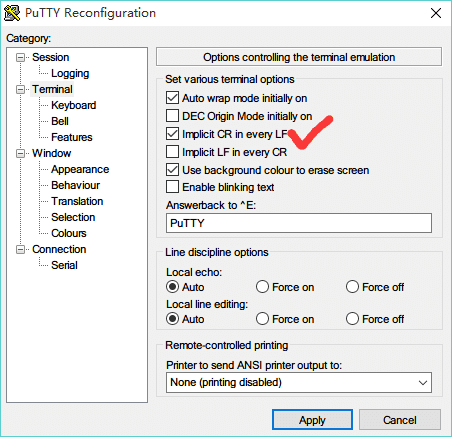 PuTTY Reconfiguration
Category:
Session
Logging
Terminal
Keyboard
Bell
Features
Window
Appearance
Behaviour
Translation
Selection
Colours
Connection
Serial
Options controlling the terminal emulation
Set various terminal options
Auto wrap mode initially on
DEC Origin Mode initially on
Implicit CR in every LF
Implicit LF in every CR
Use background colour to erase screen
Enable blinking text
Answerback to ^E:
PuTTY
Line discipline options
Local echo:
Auto Force on Force off
Local line editing:
Auto Force on Force off
Remote-controlled printing
Printer to send ANSI printer output to:
None (printing disabled)
Apply Cancel